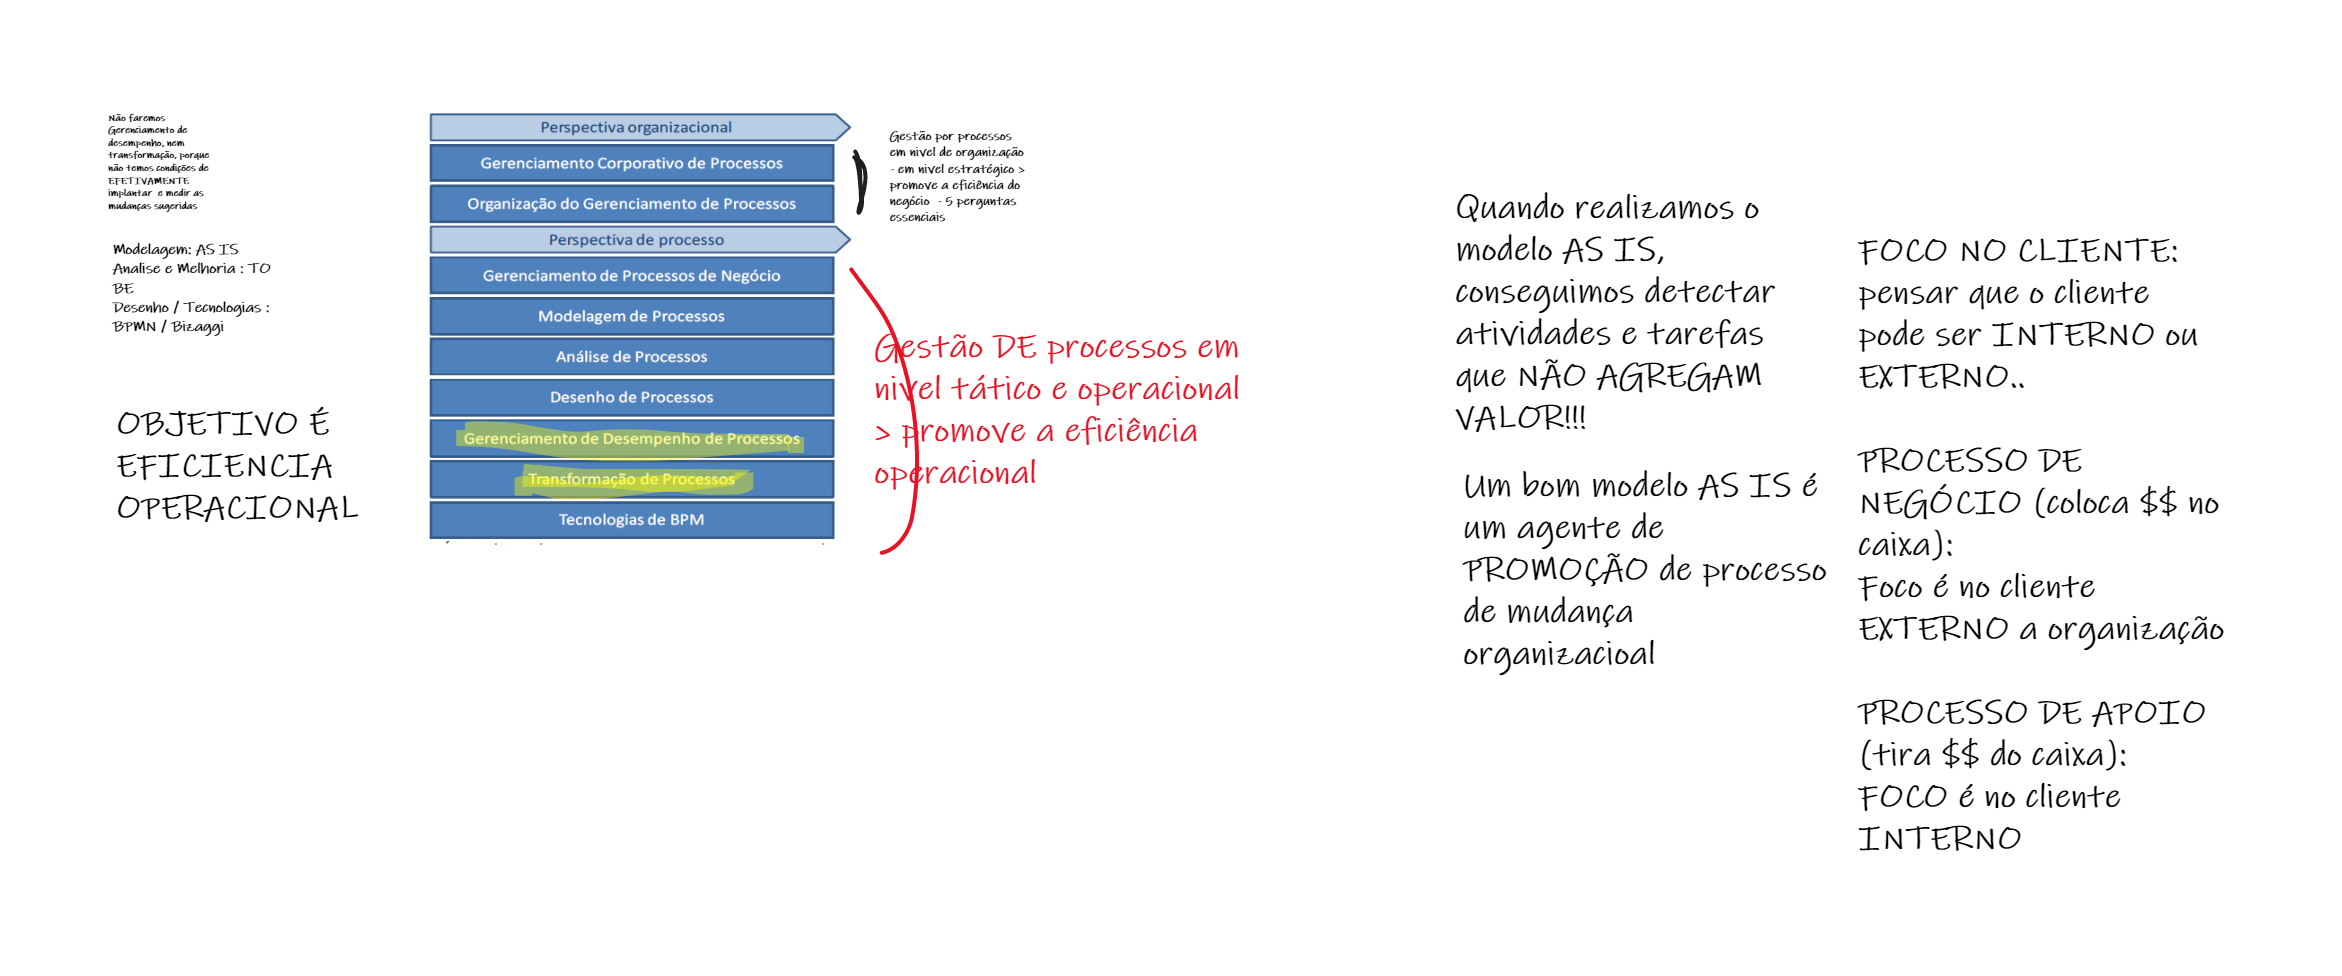 Não faremos
Gerenciamento de
desempenho, nem
transformação, porque
não temos condições de
EFETIVAMENTE
implantar e medir as
mudanças sugeridas
Modelagem: AS IS
Analise e Melhoria : TO
BE
Desenho / Tecnologias :
BPMN / Bizaggi
OBJETIVO É
EFICIENCIA
OPERACIONAL
Perspectiva organizacional
Gerenciamento Corporativo de Processos
Organização do Gerenciamento de Processos
Perspectiva de processo
Gerenciamento de Processos de Negócio
Modelagem de Processos
Análise de Processos
Desenho de Processos
Gerenciamento de Desempenho de Processos
Transformação de Processos
Tecnologias de BPM
Gestão por processos
em nivel de organização
- em nivel estratégico >
promove a eficiência do
negócio - 5 perguntas
essenciais
Gestão DE processos em
nivel tático e operacional
> promove a eficiência
operacional
Quando realizamos o
modelo AS IS,
conseguimos detectar
atividades e tarefas
que NÃO AGREGAM
VALOR!!!
Um bom modelo AS IS é
um agente de
PROMOÇÃO de processo
de mudança
organizacioal
FOCO NO CLIENTE:
pensar que o cliente
pode ser INTERNO ou
EXTERNO..
PROCESSO DE
NEGÓCIO (coloca $$ no
caixa):
Foco é no cliente
EXTERNO a organização
PROCESSO DE APOIO
(tira $$ do caixa):
FOCO é no cliente
INTERNO